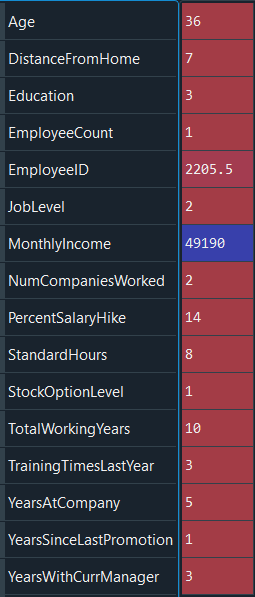 Age 36
DistanceFromHome 7
Education 3
EmployeeCount 1
EmployeeID 2205.5
JobLevel 2
MonthlyIncome 49190
NumCompaniesWorked 2
PercentSalaryHike 14
StandardHours 8
StockOptionLevel 1
TotalWorkingYears 10
TrainingTimesLastYear 3
YearsAtCompany 5
YearsSinceLastPromotion 1
YearsWithCurrManager 3